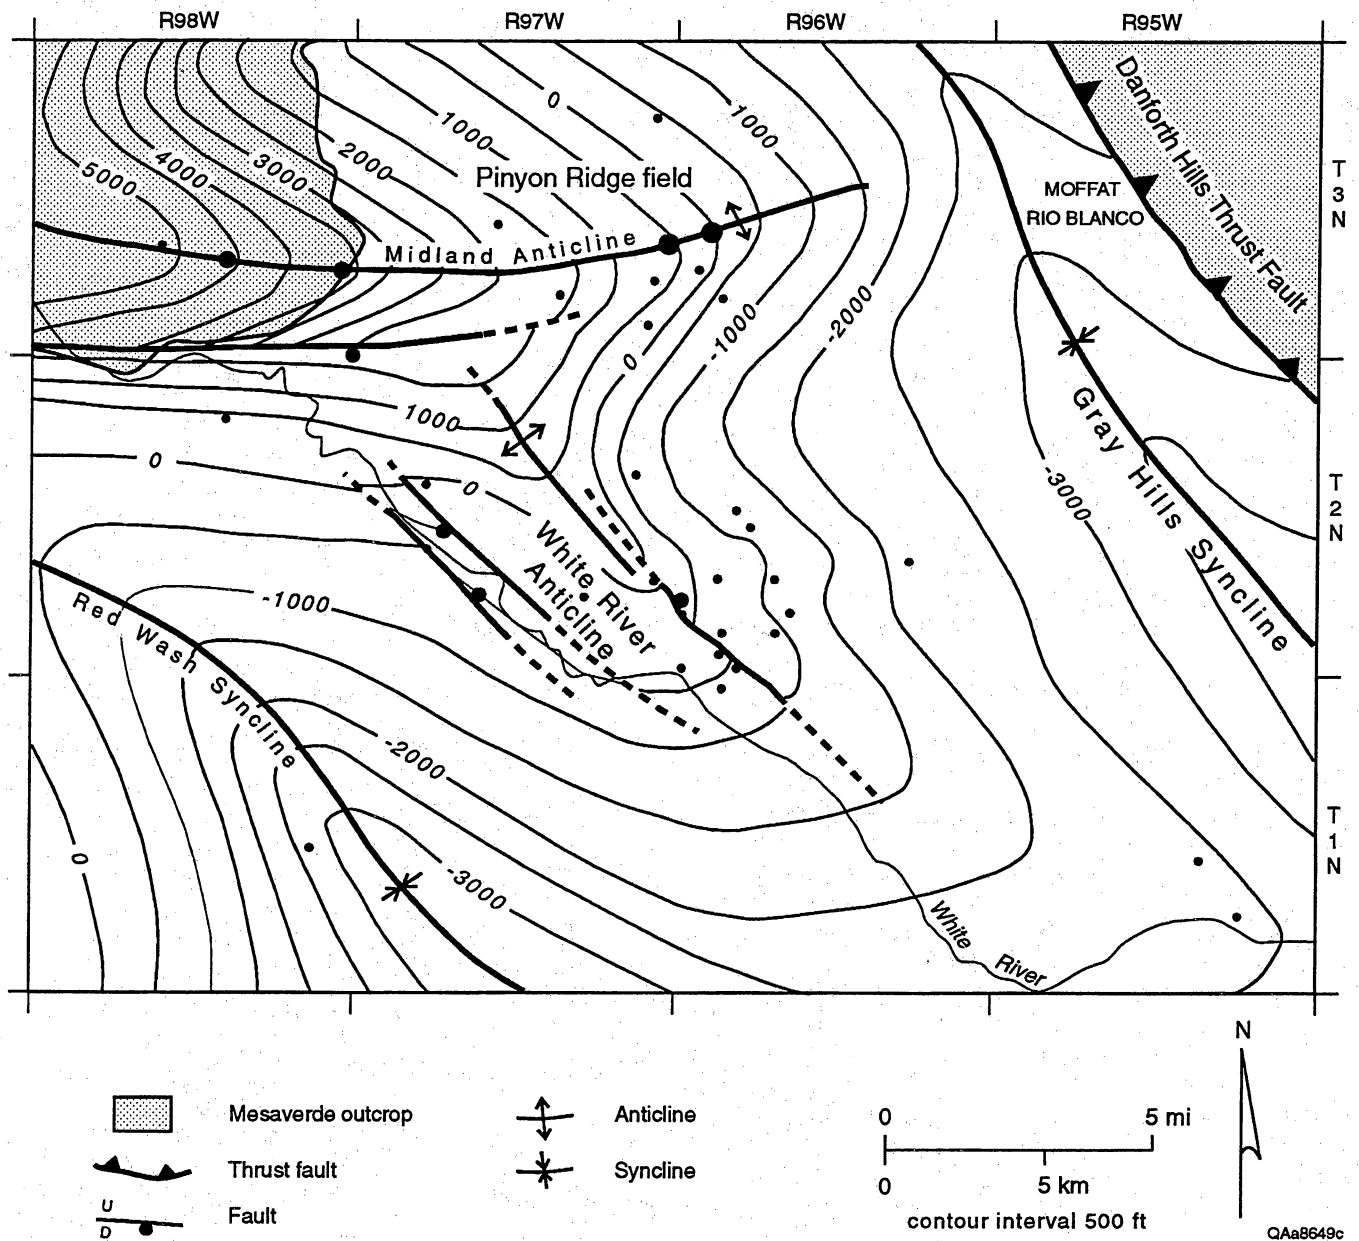 R98W R97W R96W R95W
0 1000
1000
2000
3000
4000
5000
Pinyon Ridge field
Danforth Hills Thrust Fault
T
3
N
MOFFAT
RIO BLANCO
Midland Anticline
-1000
-2000
0
1000
0
0
Gray Hills Syncline
-3000
T
2
N
White River
Anticline
-1000
Red Wash Syncline
-2000
-3000
0
T
1
N
White River
N
Mesaverde outcrop
Anticline
0 5 mi
Thrust fault
Syncline
0 5 km
U
D
Fault
contour interval 500 ft
QAa8649c